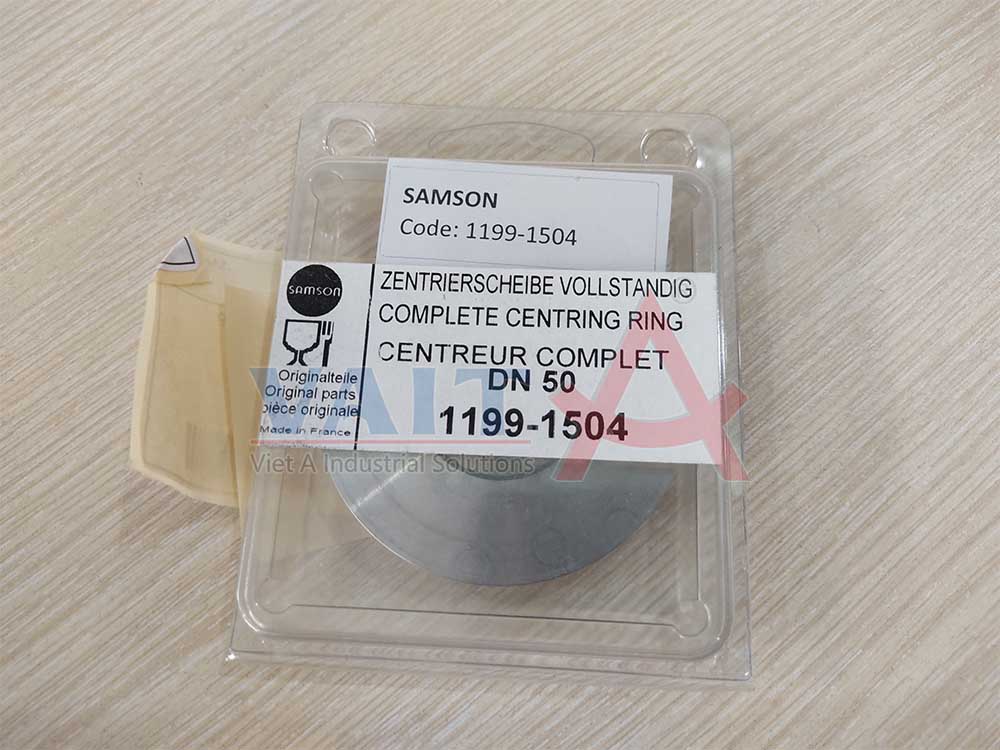 SAMSON
Code: 1199-1504
SAMSON
ZENTRIERSCHEIBE VOLLSTANDIG
COMPLETE CENTRING RING
CENTREUR COMPLET
DN 50
1199-1504
Originalteile
Original parts
pièce originale
Made in France
VAIT
Viet A Industrial Solutions
®